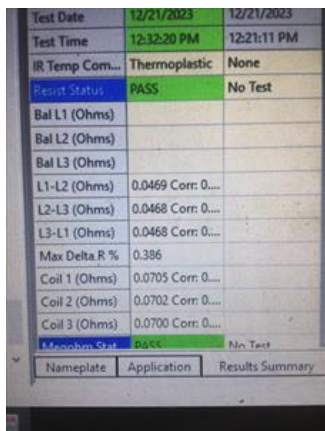 Test Date 12/21/2023 12/21/2023
Test Time 12:32:20 PM 12:21:11 PM
IR Temp Com... Thermoplastic None
Resist Status PASS No Test
Bal L1 (Ohms)
Bal L2 (Ohms)
Bal L3 (Ohms)
L1-L2 (Ohms) 0.0469 Corr: 0....
L2-L3 (Ohms) 0.0468 Corr: 0....
L3-L1 (Ohms) 0.0468 Corr: 0....
Max Delta R % 0.386
Coil 1 (Ohms) 0.0705 Corr: 0....
Coil 2 (Ohms) 0.0702 Corr: 0....
Coil 3 (Ohms) 0.0700 Corr: 0....
Megohm Stat PASS No Test
Nameplate Application Results Summary